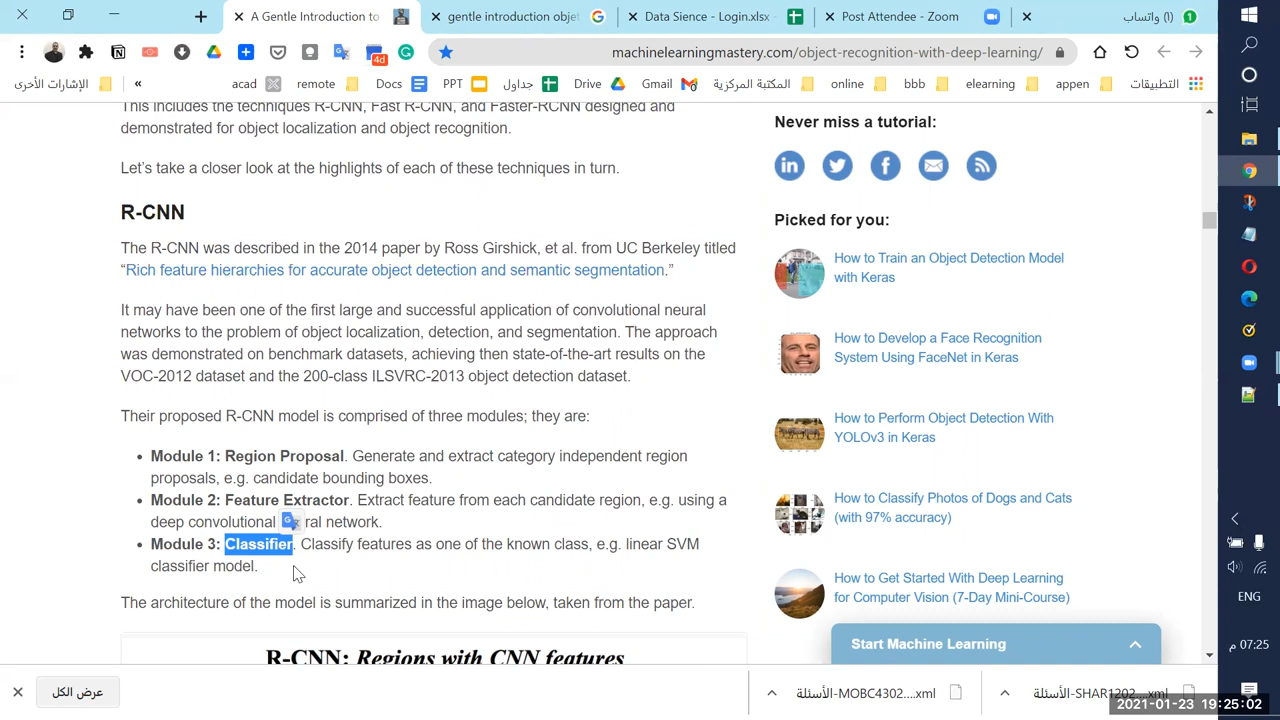 A Gentle Introduction to
gentle introduction obje
Data Sience - Login.xlsx
Post Attendee - Zoom
(١) واتساب
machinelearningmastery.com/object-recognition-with-deep-learning/
4d
الإشارات الأخرى
«
acad
remote
Docs
PPT
جداول
Drive
Gmail
المكتبة المركزية
online
bbb
elearning
appen
التطبيقات
This includes the techniques R-CNN, Fast R-CNN, and Faster-RCNN designed and
demonstrated for object localization and object recognition.
Let’s take a closer look at the highlights of each of these techniques in turn.
R-CNN
The R-CNN was described in the 2014 paper by Ross Girshick, et al. from UC Berkeley titled
“Rich feature hierarchies for accurate object detection and semantic segmentation.”
It may have been one of the first large and successful application of convolutional neural
networks to the problem of object localization, detection, and segmentation. The approach
was demonstrated on benchmark datasets, achieving then state-of-the-art results on the
VOC-2012 dataset and the 200-class ILSVRC-2013 object detection dataset.
Their proposed R-CNN model is comprised of three modules; they are:
• Module 1: Region Proposal. Generate and extract category independent region
proposals, e.g. candidate bounding boxes.
• Module 2: Feature Extractor. Extract feature from each candidate region, e.g. using a
deep convolutional ral network.
• Module 3: Classifier. Classify features as one of the known class, e.g. linear SVM
classifier model.
The architecture of the model is summarized in the image below, taken from the paper.
R-CNN: Regions with CNN features
Never miss a tutorial:
Picked for you:
How to Train an Object Detection Model
with Keras
How to Develop a Face Recognition
System Using FaceNet in Keras
How to Perform Object Detection With
YOLOv3 in Keras
How to Classify Photos of Dogs and Cats
(with 97% accuracy)
How to Get Started With Deep Learning
for Computer Vision (7-Day Mini-Course)
Start Machine Learning
ENG
07:25 م
عرض الكل
الأسئلة-MOBC4302....xml
الأسئلة-SHAR1202....xml
2021-01-23 19:25:02